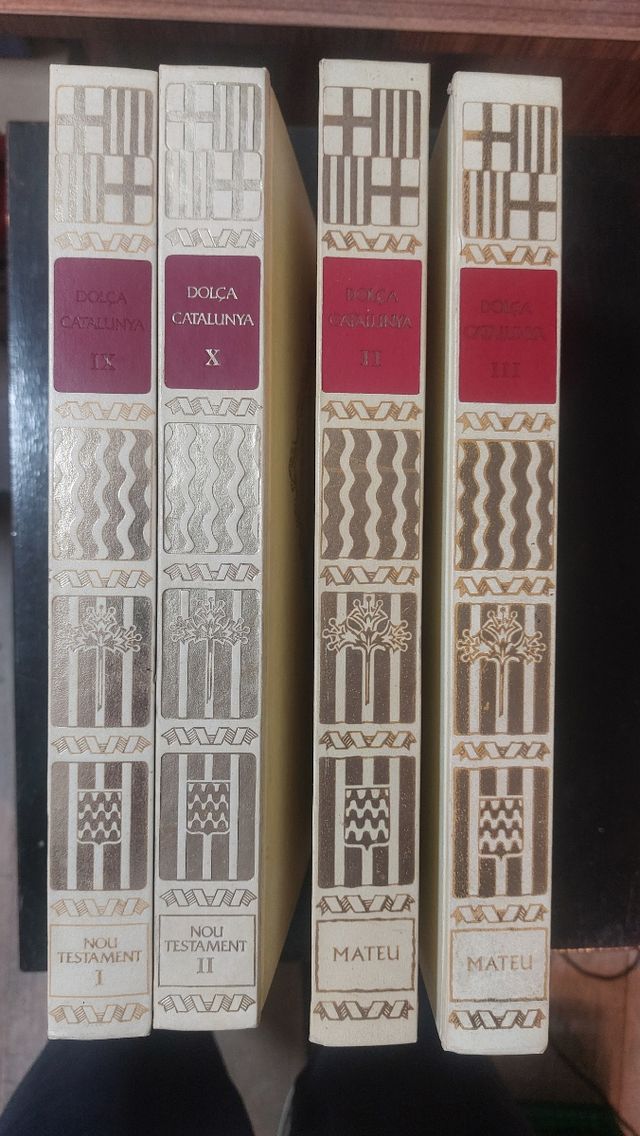 DOLÇA
CATALUNYA
IX
NOU
TESTAMENT
I
DOLÇA
CATALUNYA
X
NOU
TESTAMENT
II
DOLÇA
CATALUNYA
II
MATEU
DOLÇA
CATALUNYA
III
MATEU